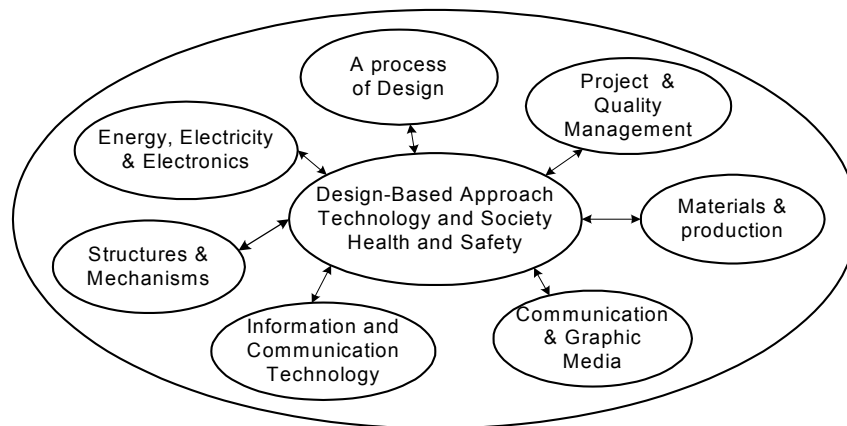 A process
of Design
Project & Quality
Management
Energy, Electricity
& Electronics
Design-Based Approach
Technology and Society
Health and Safety
Materials &
production
Structures &
Mechanisms
Information and
Communication
Technology
Communication
& Graphic
Media